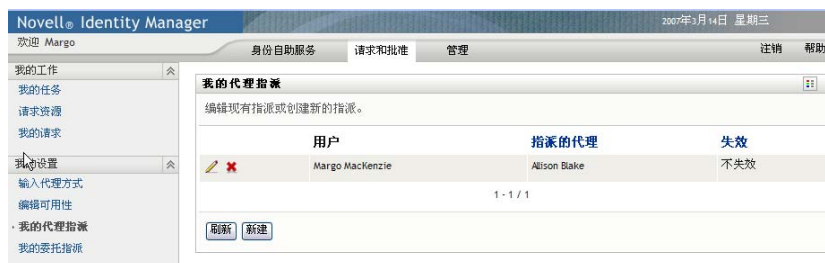 Novell® Identity Manager
2007年3月14日 星期三
欢迎 Margo
身份自助服务 请求和批准 管理 注销 帮助
我的工作
我的任务
请求资源
我的请求
我的设置
输入代理方式
编辑可用性
· 我的代理指派
我的委托指派
我的代理指派
编辑现有指派或创建新的指派。
用户 指派的代理 失效
Margo MacKenzie Allison Blake 不失效
1 - 1 / 1
刷新 新建